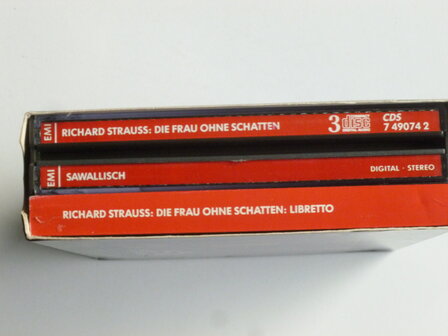 EMI RICHARD STRAUSS: DIE FRAU OHNE SCHATTEN 3 disc CDS
7 49074 2
EMI SAWALLISCH DIGITAL · STEREO
RICHARD STRAUSS: DIE FRAU OHNE SCHATTEN: LIBRETTO